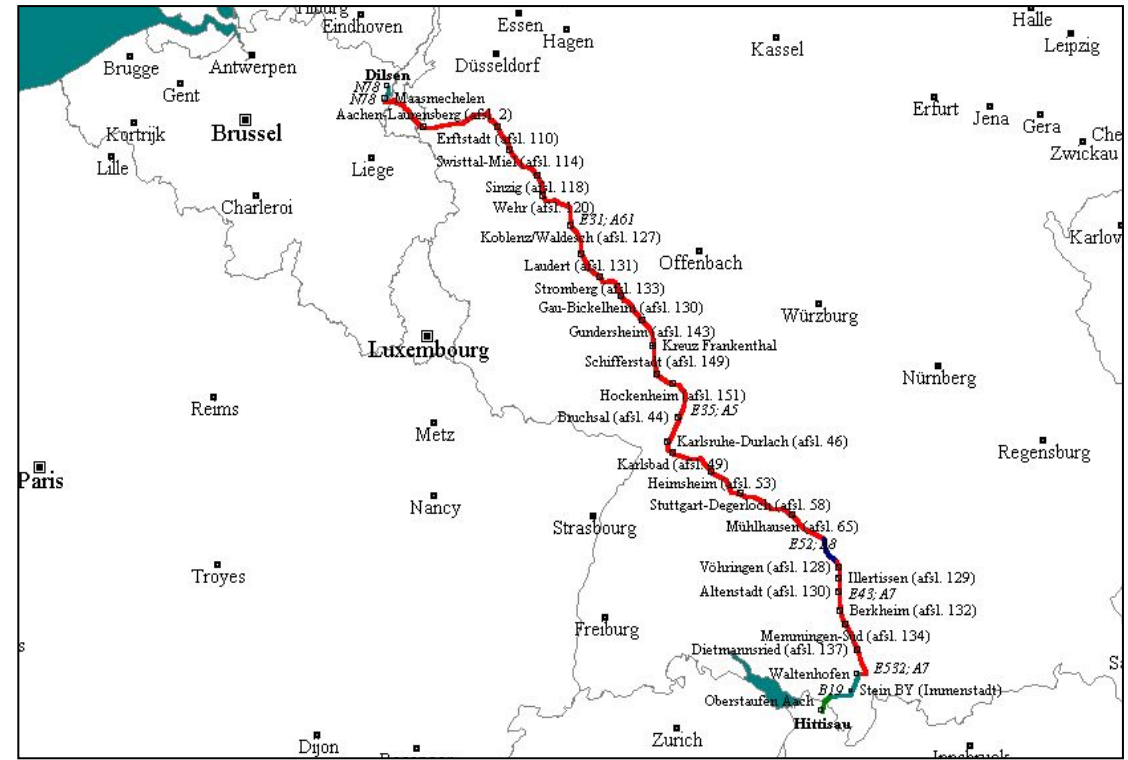 Tilburg
Eindhoven
Essen
Hagen
Halle
Leipzig
Kassel
Brugge
Antwerpen
Düsseldorf
Dilsen
N78
N78
Maasmechelen
Gent
Aachen-Laurensberg (afsl. 2)
Erfurt
Jena
Gera
Che
Zwickau
Kortrijk
Brüssel
Erftstadt (afsl. 110)
Lille
Liege
Swisttal-Miel (afsl. 114)
Sinzig (afsl. 118)
Charleroi
Wehr (afsl. 120)
E31; A61
Koblenz/Waldesch (afsl. 127)
Karlov
Laudert (afsl. 131)
Offenbach
Stromberg (afsl. 133)
Gau-Bickelheim (afsl. 130)
Würzburg
Gundersheim (afsl. 143)
Luxembourg
Kreuz Frankenthal
Schifferstadt (afsl. 149)
Nürnberg
Hockenheim (afsl. 151)
Reims
E35; A5
Bruchsal (afsl. 44)
Metz
Karlsruhe-Durlach (afsl. 46)
Regensburg
Karlsbad (afsl. 49)
Paris
Heimsheim (afsl. 53)
Nancy
Stuttgart-Degerloch (afsl. 58)
Strasbourg
Mühlhausen (afsl. 65)
E52; A8
Vöhringen (afsl. 128)
Troyes
Illertissen (afsl. 129)
Altenstadt (afsl. 130)
E43; A7
Berkheim (afsl. 132)
Freiburg
Memmingen-Süd (afsl. 134)
s
Dietmannsried (afsl. 137)
Sa
E532; A7
Waltenhofen
B19
Stein BY (Immenstadt)
Oberstaufen Aach
Hittisau
Zurich
Dijon
Innsbruck